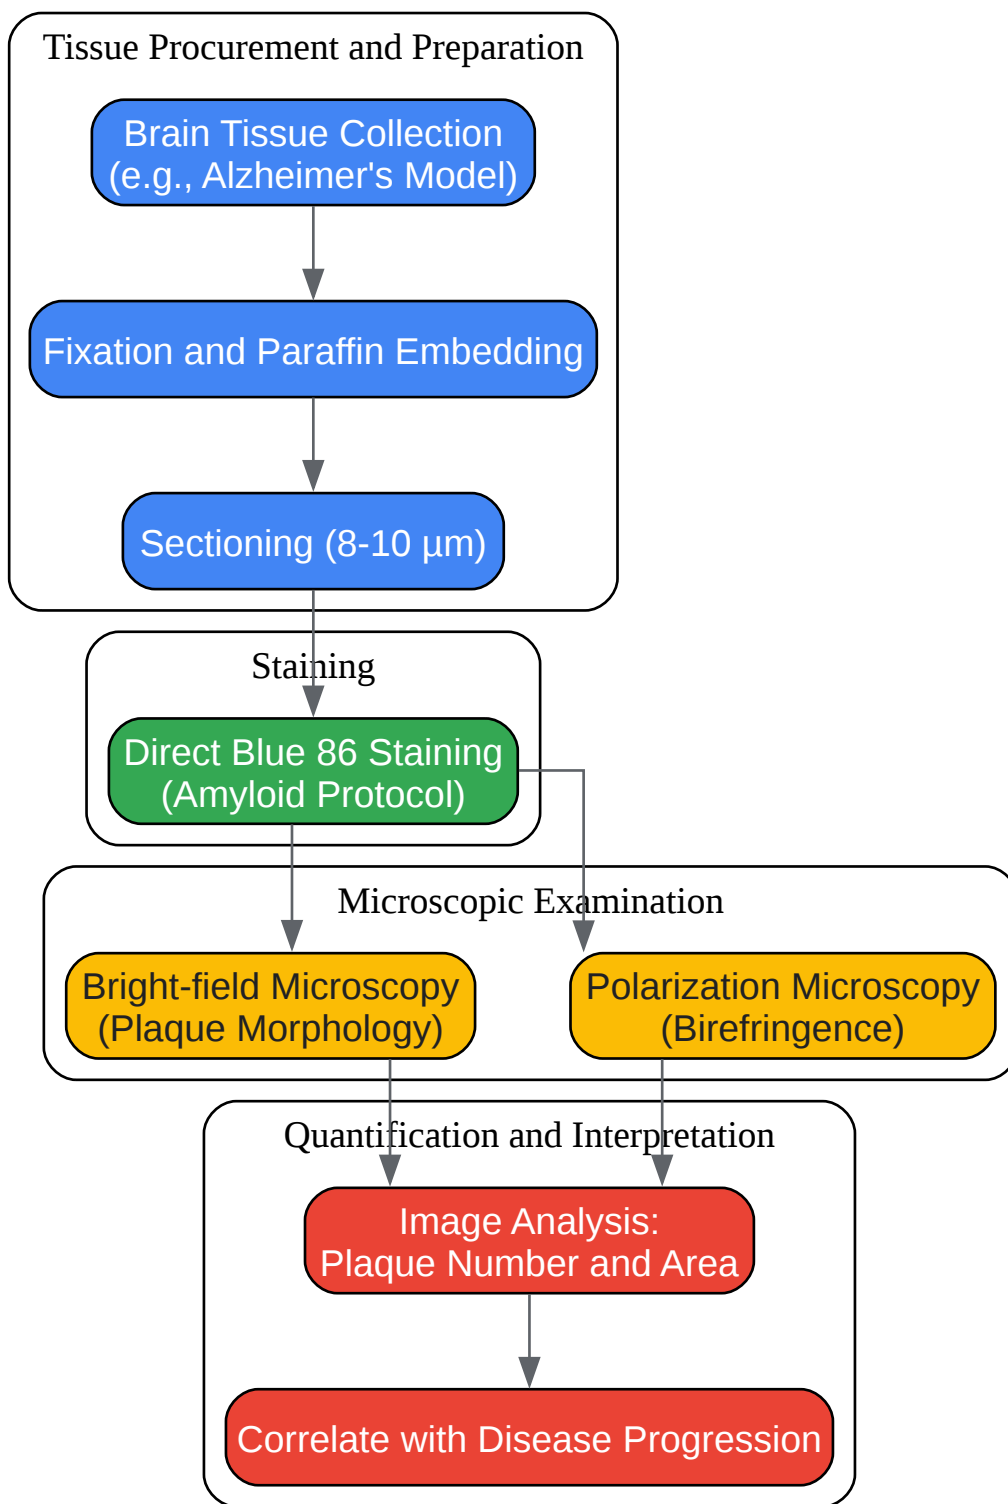 Tissue Procurement and Preparation
Brain Tissue Collection
(e.g., Alzheimer's Model)
Fixation and Paraffin Embedding
Sectioning (8-10 µm)
Staining
Direct Blue 86 Staining
(Amyloid Protocol)
Microscopic Examination
Bright-field Microscopy
(Plaque Morphology)
Polarization Microscopy
(Birefringence)
Quantification and Interpretation
Image Analysis:
Plaque Number and Area
Correlate with Disease Progression